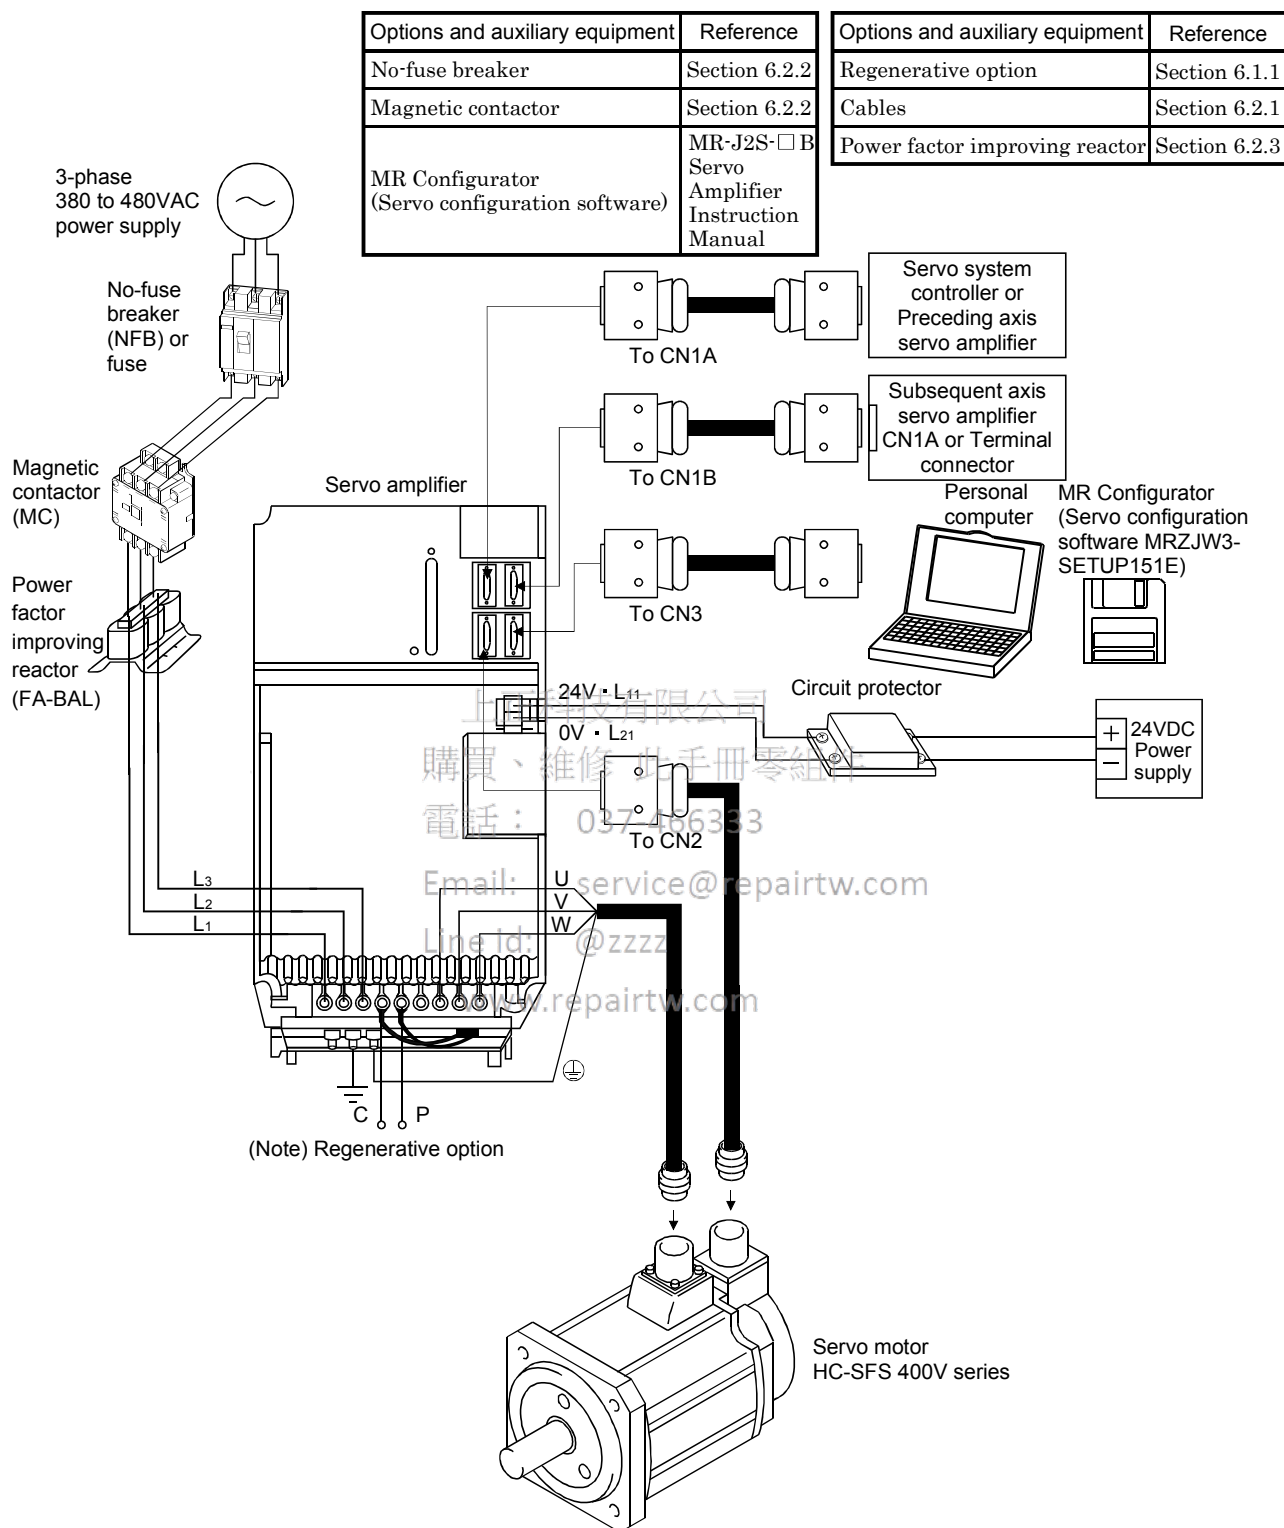 Options and auxiliary equipment Reference
No-fuse breaker Section 6.2.2
Magnetic contactor Section 6.2.2
MR Configurator
(Servo configuration software)
MR-J2S-□ B
Servo
Amplifier
Instruction
Manual
Options and auxiliary equipment Reference
Regenerative option Section 6.1.1
Cables Section 6.2.1
Power factor improving reactor Section 6.2.3
3-phase
380 to 480VAC
power supply
No-fuse
breaker
(NFB) or
fuse
Magnetic
contactor
(MC)
Power
factor
improving
reactor
(FA-BAL)
Servo amplifier
To CN1A
Servo system
controller or
Preceding axis
servo amplifier
To CN1B
Subsequent axis
servo amplifier
CN1A or Terminal
connector
To CN3
Personal
computer
MR Configurator
(Servo configuration
software MRZJW3-
SETUP151E)
24V・L11
0V・L21
Circuit protector
+
−
24VDC
Power
supply
To CN2
L3
L2
L1
U
V
W
C P
(Note) Regenerative option
Servo motor
HC-SFS 400V series
上正科技有限公司
購買、維修 此手冊零組件
電話： 037-466333
Email: service@repairtw.com
Line Id: @zzzz
www.repairtw.com